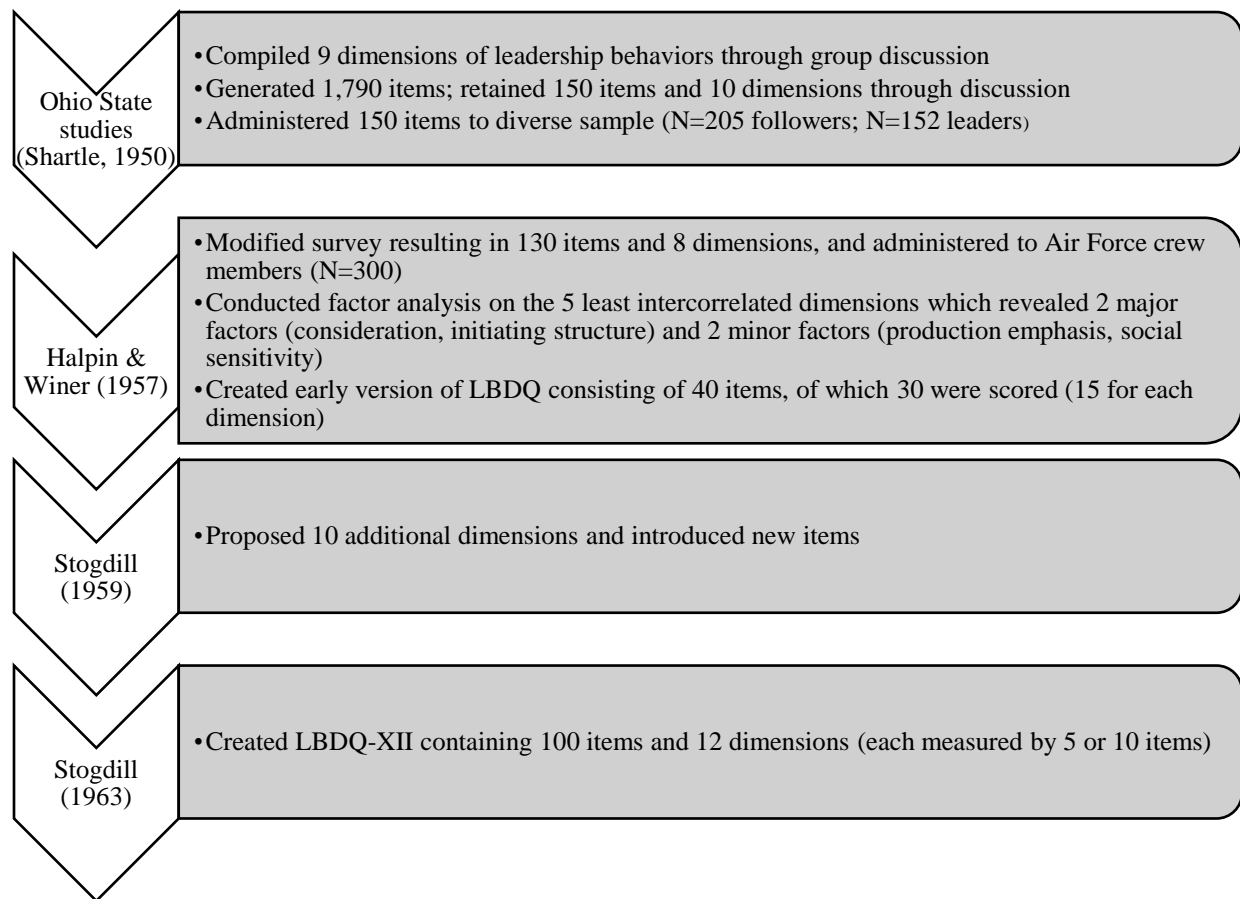 Ohio State
studies
(Shartle, 1950)
•Compiled 9 dimensions of leadership behaviors through group discussion
•Generated 1,790 items; retained 150 items and 10 dimensions through discussion
•Administered 150 items to diverse sample (N=205 followers; N=152 leaders)
Halpin &
Winer (1957)
•Modified survey resulting in 130 items and 8 dimensions, and administered to Air Force crew
members (N=300)
•Conducted factor analysis on the 5 least intercorrelated dimensions which revealed 2 major
factors (consideration, initiating structure) and 2 minor factors (production emphasis, social
sensitivity)
•Created early version of LBDQ consisting of 40 items, of which 30 were scored (15 for each
dimension)
Stogdill
(1959)
•Proposed 10 additional dimensions and introduced new items
Stogdill
(1963)
•Created LBDQ-XII containing 100 items and 12 dimensions (each measured by 5 or 10 items)